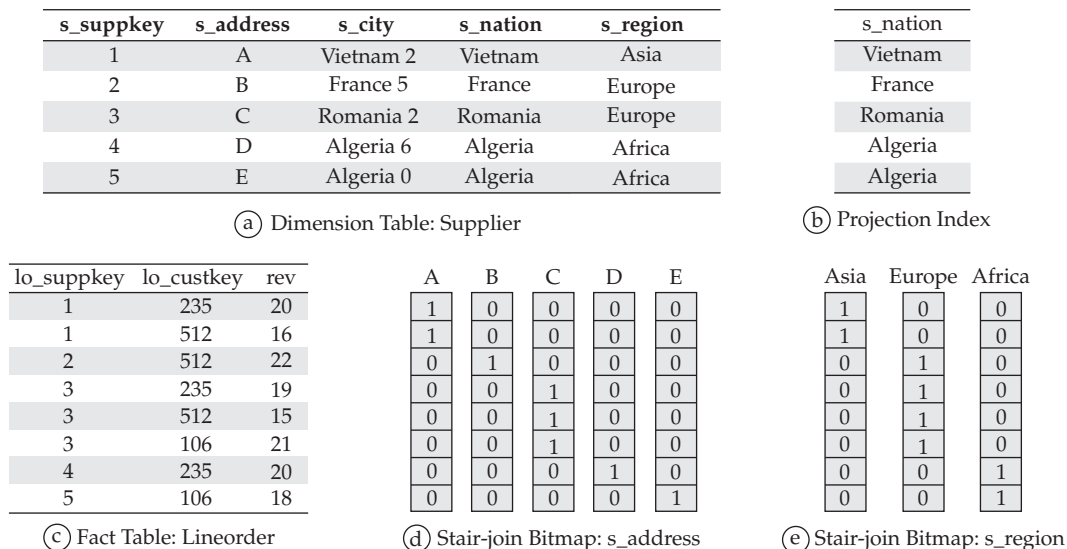 s_suppkey s_address s_city s_nation s_region
1 A Vietnam 2 Vietnam Asia
2 B France 5 France Europe
3 C Romania 2 Romania Europe
4 D Algeria 6 Algeria Africa
5 E Algeria 0 Algeria Africa
a Dimension Table: Supplier
s_nation
Vietnam
France
Romania
Algeria
Algeria
b Projection Index
lo_suppkey lo_custkey rev
1 235 20
1 512 16
2 512 22
3 235 19
3 512 15
3 106 21
4 235 20
5 106 18
c Fact Table: Lineorder
A B C D E
1 0 0 0 0
1 0 0 0 0
0 1 0 0 0
0 0 1 0 0
0 0 1 0 0
0 0 1 0 0
0 0 0 1 0
0 0 0 0 1
d Stair-join Bitmap: s_address
Asia Europe Africa
1 0 0
1 0 0
0 1 0
0 1 0
0 1 0
0 1 0
0 0 1
0 0 1
e Stair-join Bitmap: s_region